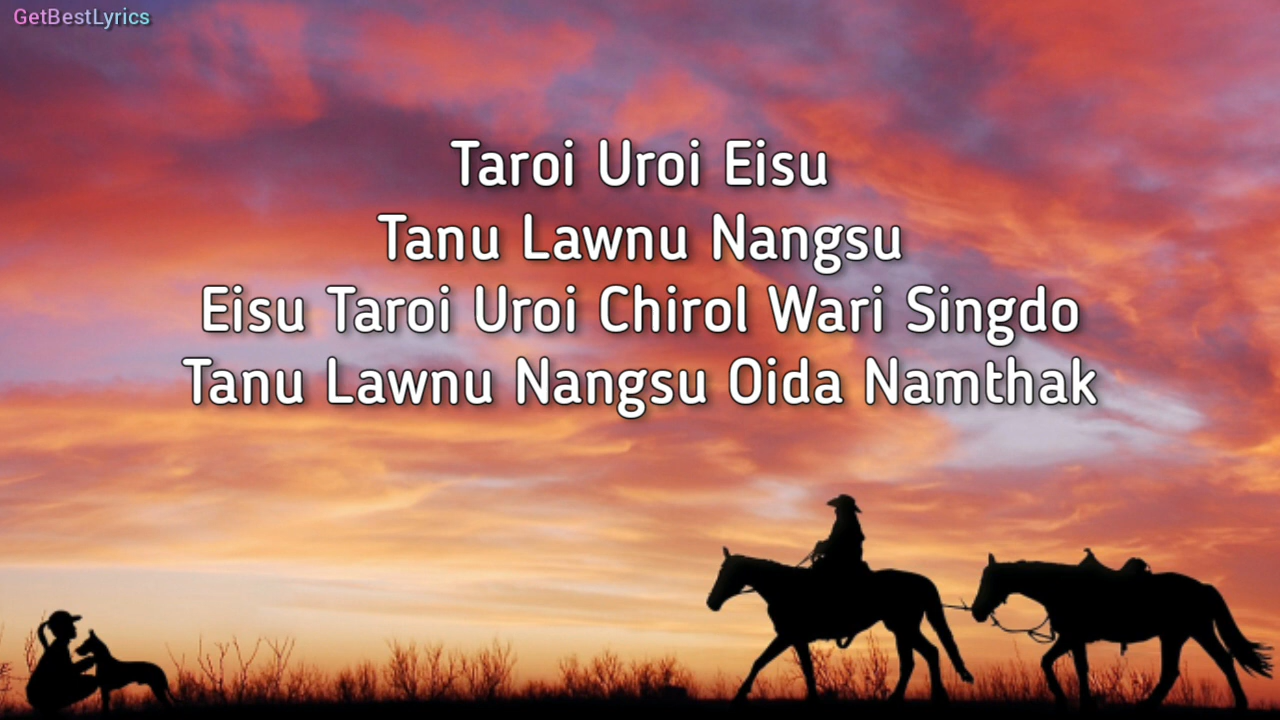 GetBestLyrics
Taroi Uroi Eisu
Tanu Lawnu Nangsu
Eisu Taroi Uroi Chirol Wari Singdo
Tanu Lawnu Nangsu Oida Namthak